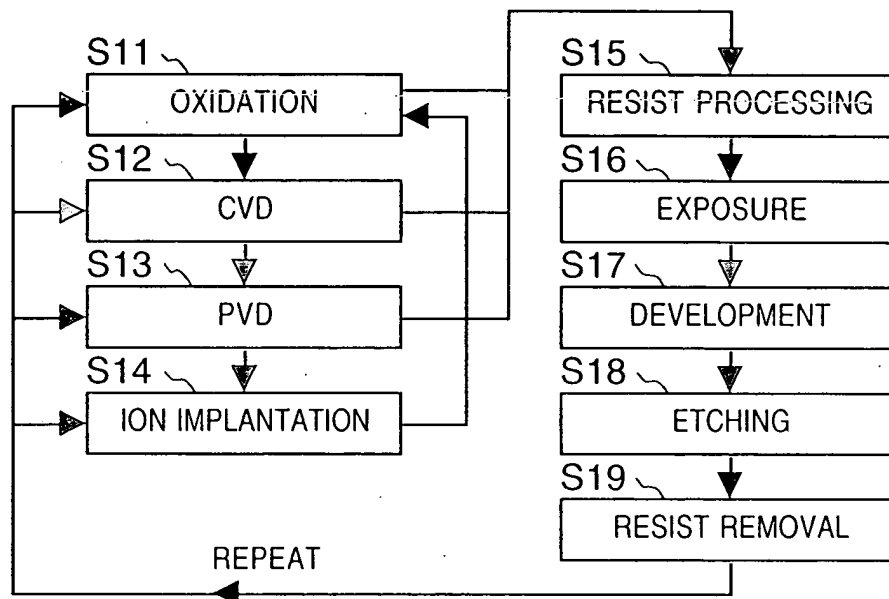 S11
OXIDATION
S12
CVD
S13
PVD
S14
ION IMPLANTATION
S15
RESIST PROCESSING
S16
EXPOSURE
S17
DEVELOPMENT
S18
ETCHING
S19
RESIST REMOVAL
REPEAT